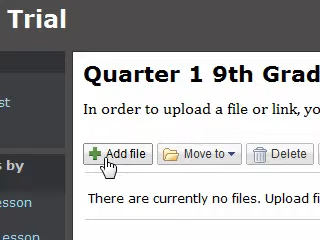 Trial
Quarter 1 9th Grad
In order to upload a file or link, yo
st
Add file Move to Delete
s by
There are currently no files. Upload fi
esson
esson